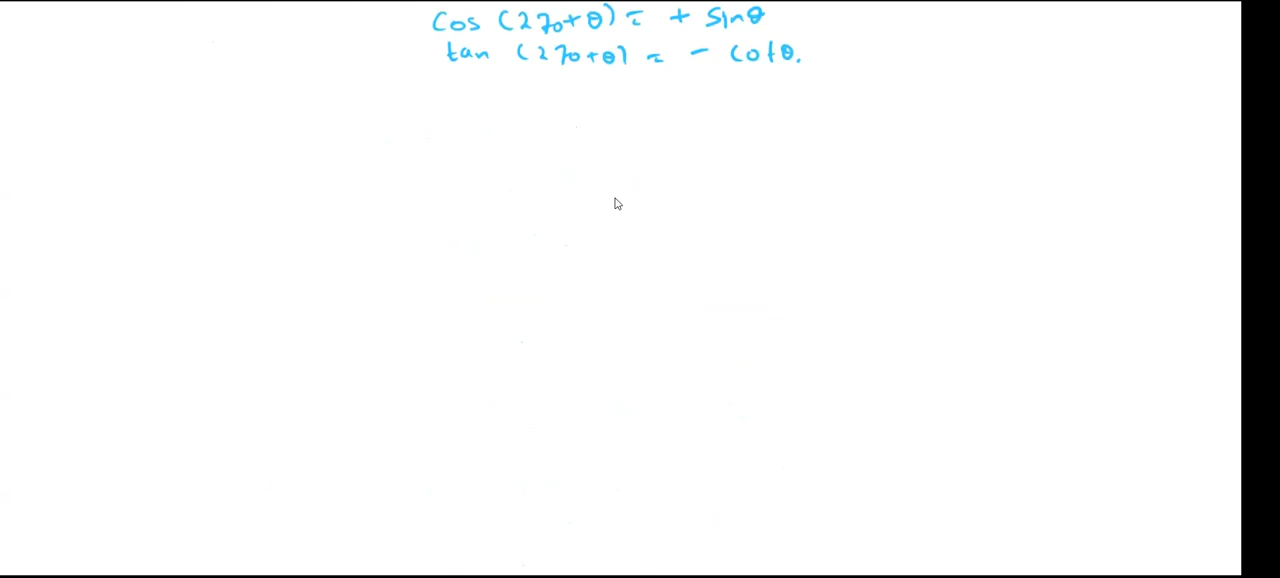 cos (270+θ) = + sinθ
tan (270+θ) = - cotθ.